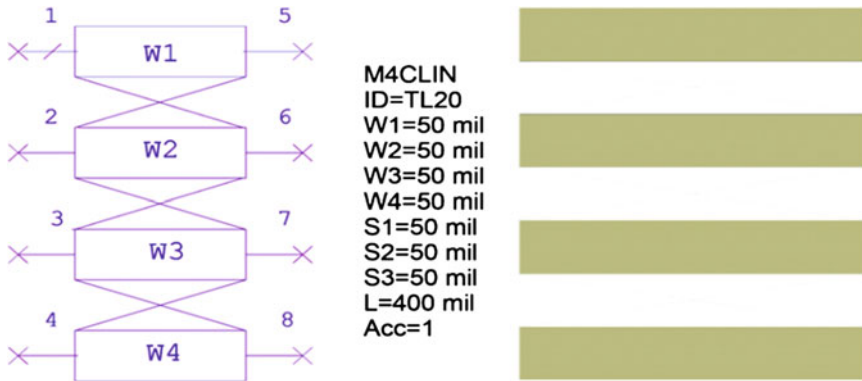 1 5
W1
2 6
W2
3 7
W3
4 8
W4
M4CLIN
ID=TL20
W1=50 mil
W2=50 mil
W3=50 mil
W4=50 mil
S1=50 mil
S2=50 mil
S3=50 mil
L=400 mil
Acc=1